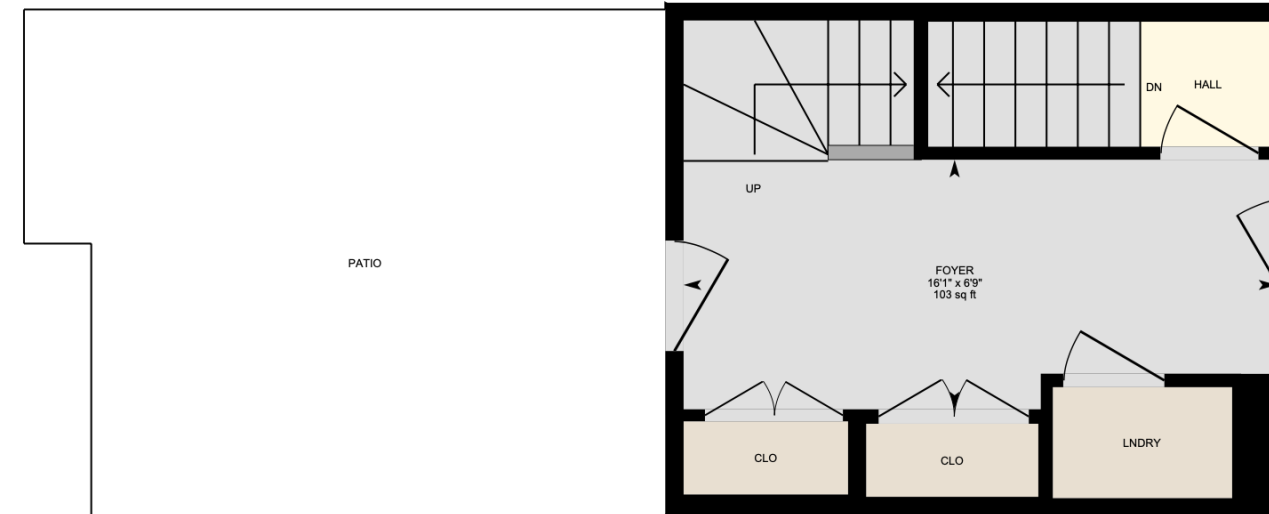 DN
HALL
UP
PATIO
FOYER
16'1" x 6'9"
103 sq ft
LNDRY
CLO
CLO